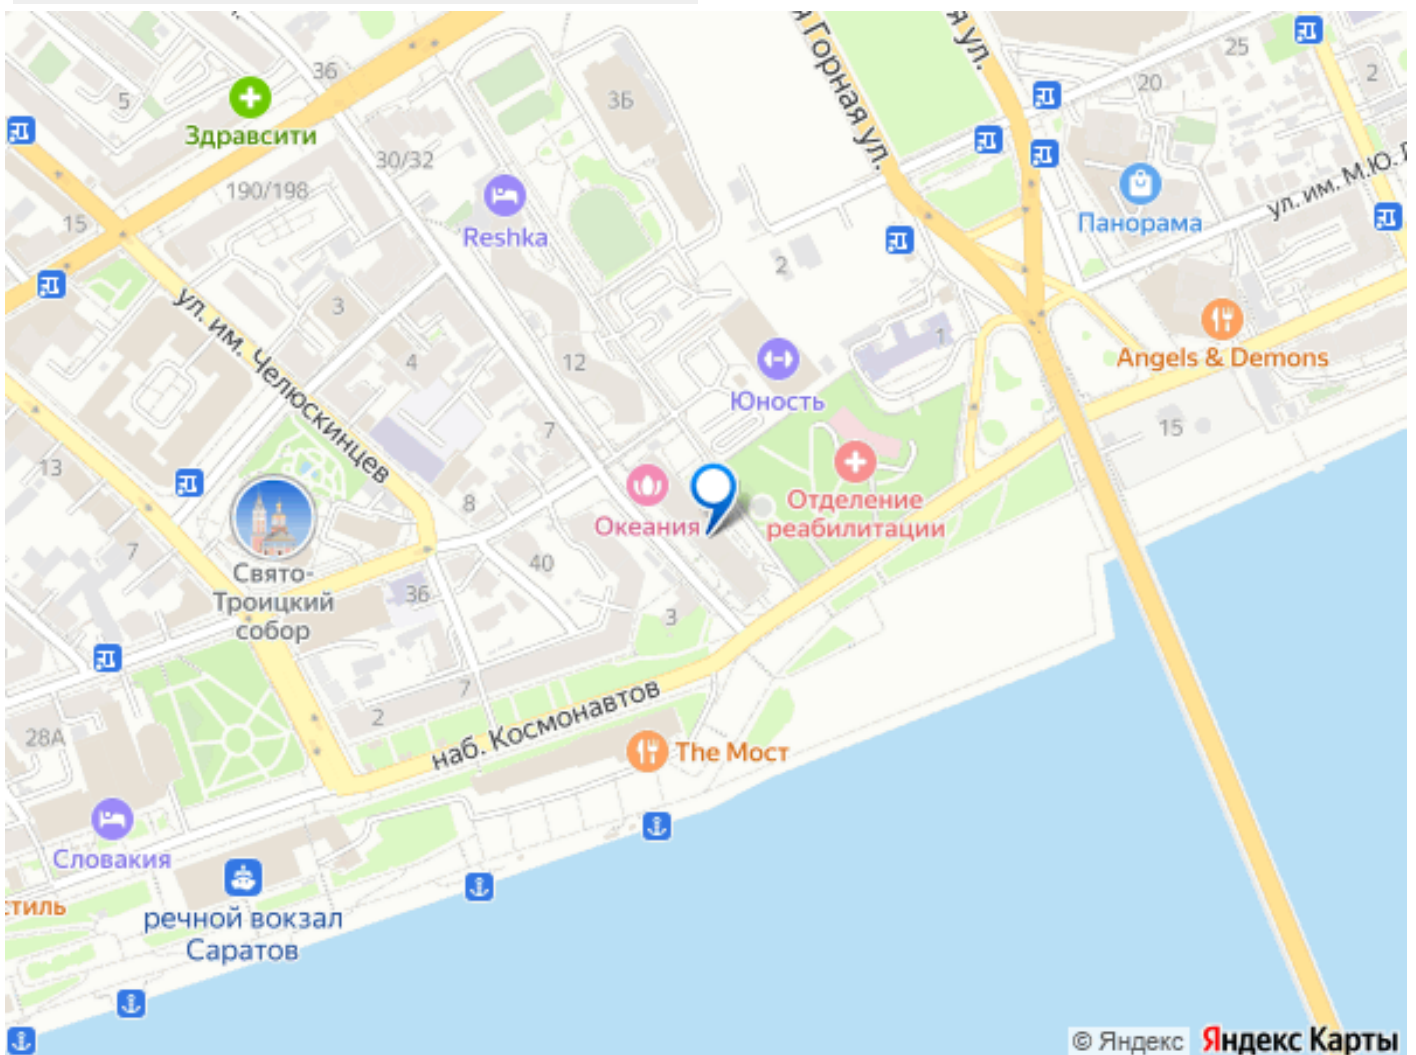 я ул.
25
36
5
3Б
я Горная ул.
20
2
Здравсити
30/32
190/198
15
Reshka
Панорама
ул. им. М.Ю.
2
ул. им. Челюскинцев
3
4
12
1
Юность
Angels & Demons
7
15
13
8
Океания
Отделение
реабилитации
7
40
Свято-
Троицкий
собор
36
3
7
2
28А
наб. Космонавтов
The Мост
Словакия
стиль
речной вокзал
Саратов
© Яндекс Яндекс Карты